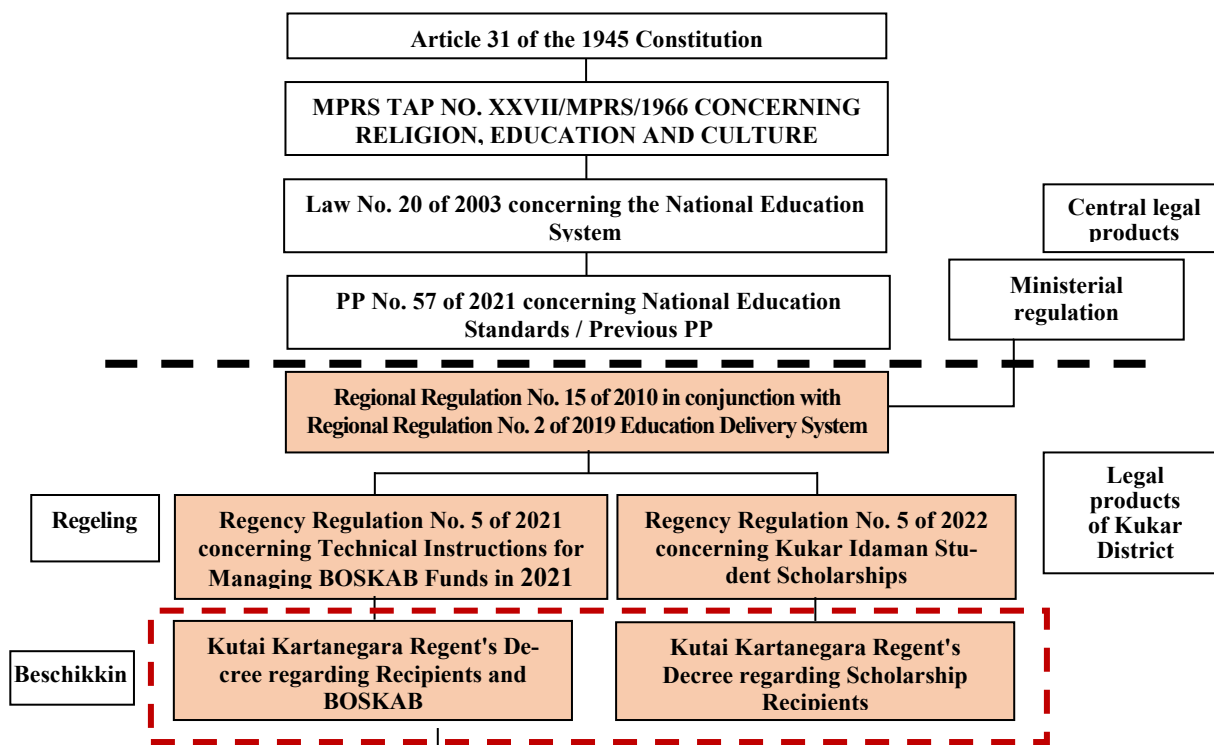 Article 31 of the 1945 Constitution
MPRS TAP NO. XXVII/MPRS/1966 CONCERNING
RELIGION, EDUCATION AND CULTURE
Law No. 20 of 2003 concerning the National Education
System
Central legal
products
PP No. 57 of 2021 concerning National Education
Standards / Previous PP
Ministerial
regulation
Regional Regulation No. 15 of 2010 in conjunction with
Regional Regulation No. 2 of 2019 Education Delivery System
Regeling
Regency Regulation No. 5 of 2021
concerning Technical Instructions for
Managing BOSKAB Funds in 2021
Regency Regulation No. 5 of 2022
concerning Kukar Idaman Stu-
dent Scholarships
Legal
products
of Kukar
District
Beschikkin
Kutai Kartanegara Regent's De-
cree regarding Recipients and
BOSKAB
Kutai Kartanegara Regent's
Decree regarding Scholarship
Recipients